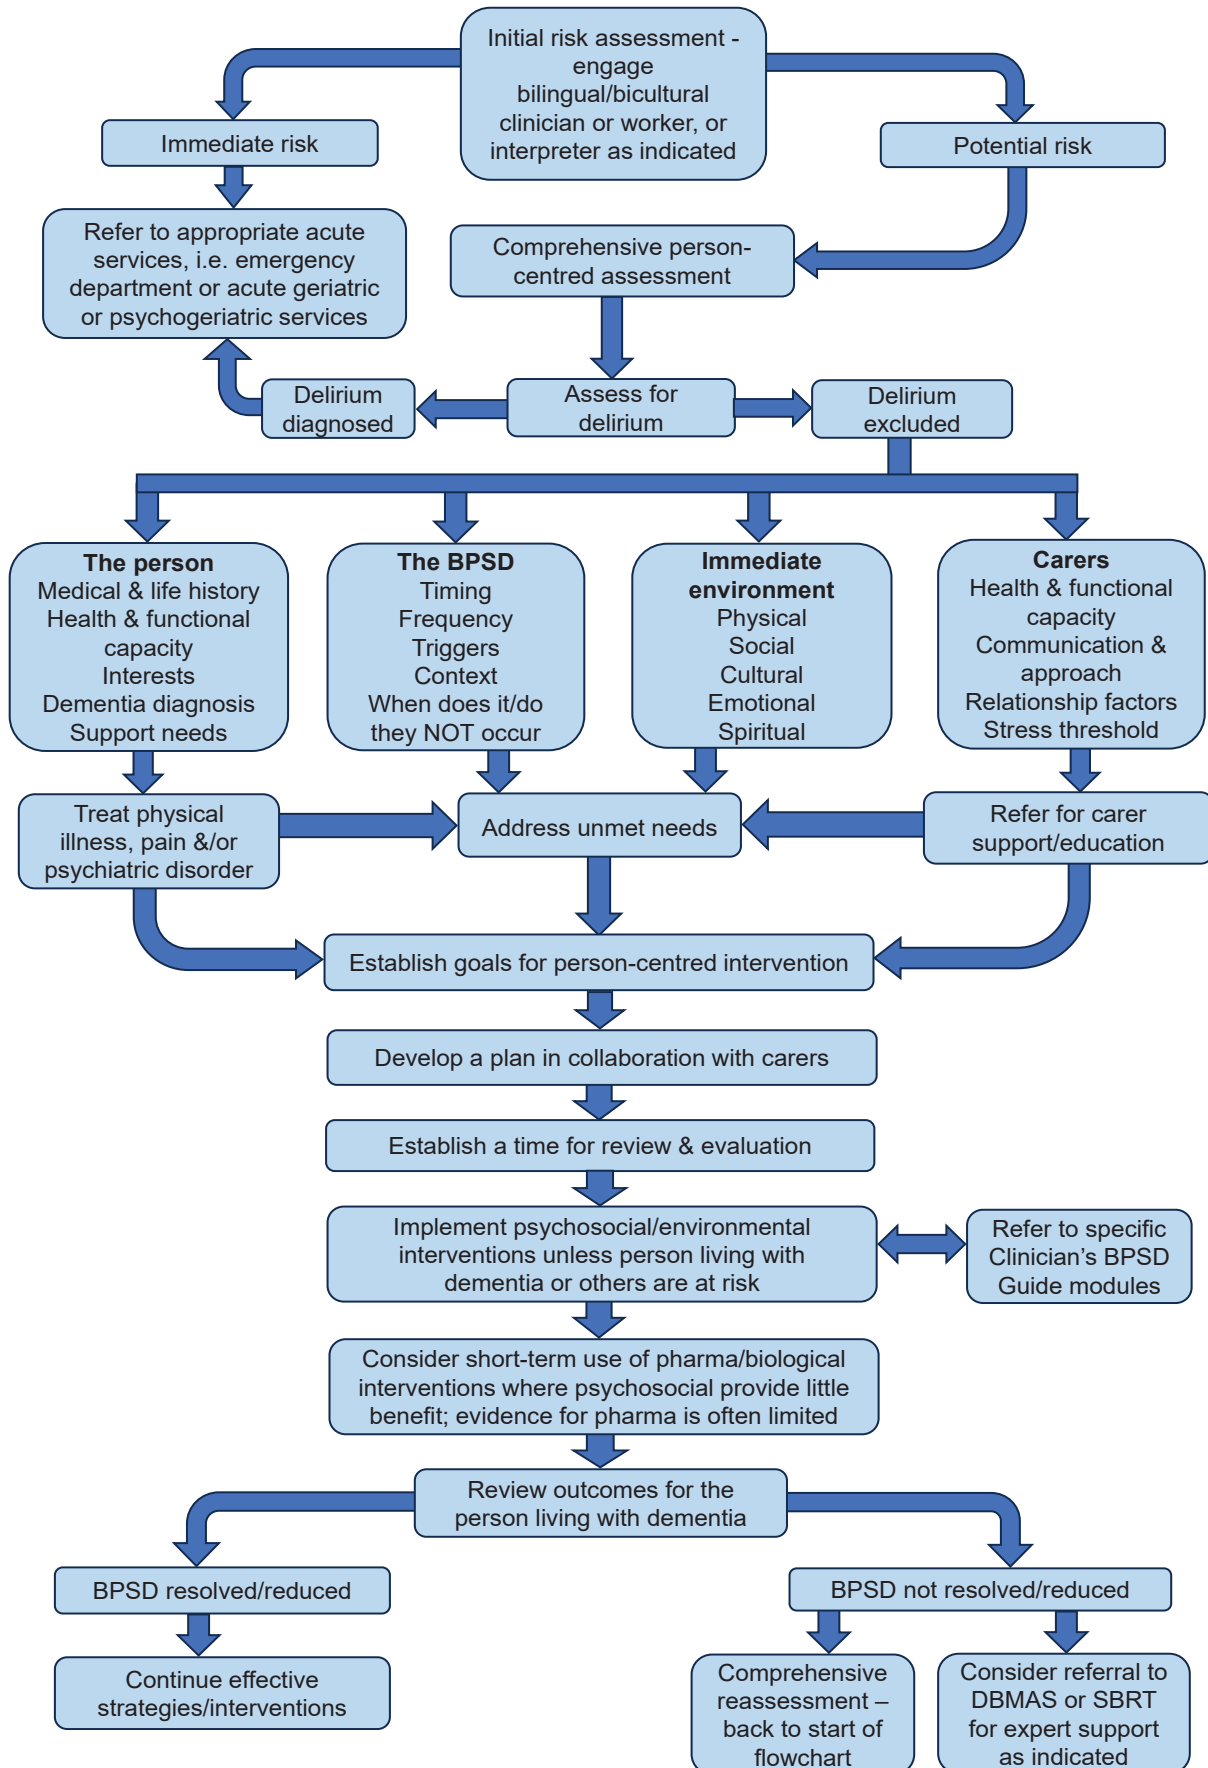 Initial risk assessment -
engage
bilingual/bicultural
clinician or worker, or
interpreter as indicated
Immediate risk
Potential risk
Refer to appropriate acute
services, i.e. emergency
department or acute geriatric
or psychogeriatric services
Comprehensive person-
centred assessment
Delirium
diagnosed
Assess for
delirium
Delirium
excluded
The person
Medical & life history
Health & functional
capacity
Interests
Dementia diagnosis
Support needs
The BPSD
Timing
Frequency
Triggers
Context
When does it/do
they NOT occur
Immediate
environment
Physical
Social
Cultural
Emotional
Spiritual
Carers
Health & functional
capacity
Communication &
approach
Relationship factors
Stress threshold
Treat physical
illness, pain &/or
psychiatric disorder
Address unmet needs
Refer for carer
support/education
Establish goals for person-centred intervention
Develop a plan in collaboration with carers
Establish a time for review & evaluation
Implement psychosocial/environmental
interventions unless person living with
dementia or others are at risk
Refer to specific
Clinician’s BPSD
Guide modules
Consider short-term use of pharma/biological
interventions where psychosocial provide little
benefit; evidence for pharma is often limited
Review outcomes for the
person living with dementia
BPSD resolved/reduced
BPSD not resolved/reduced
Continue effective
strategies/interventions
Comprehensive
reassessment –
back to start of
flowchart
Consider referral to
DBMAS or SBRT
for expert support
as indicated